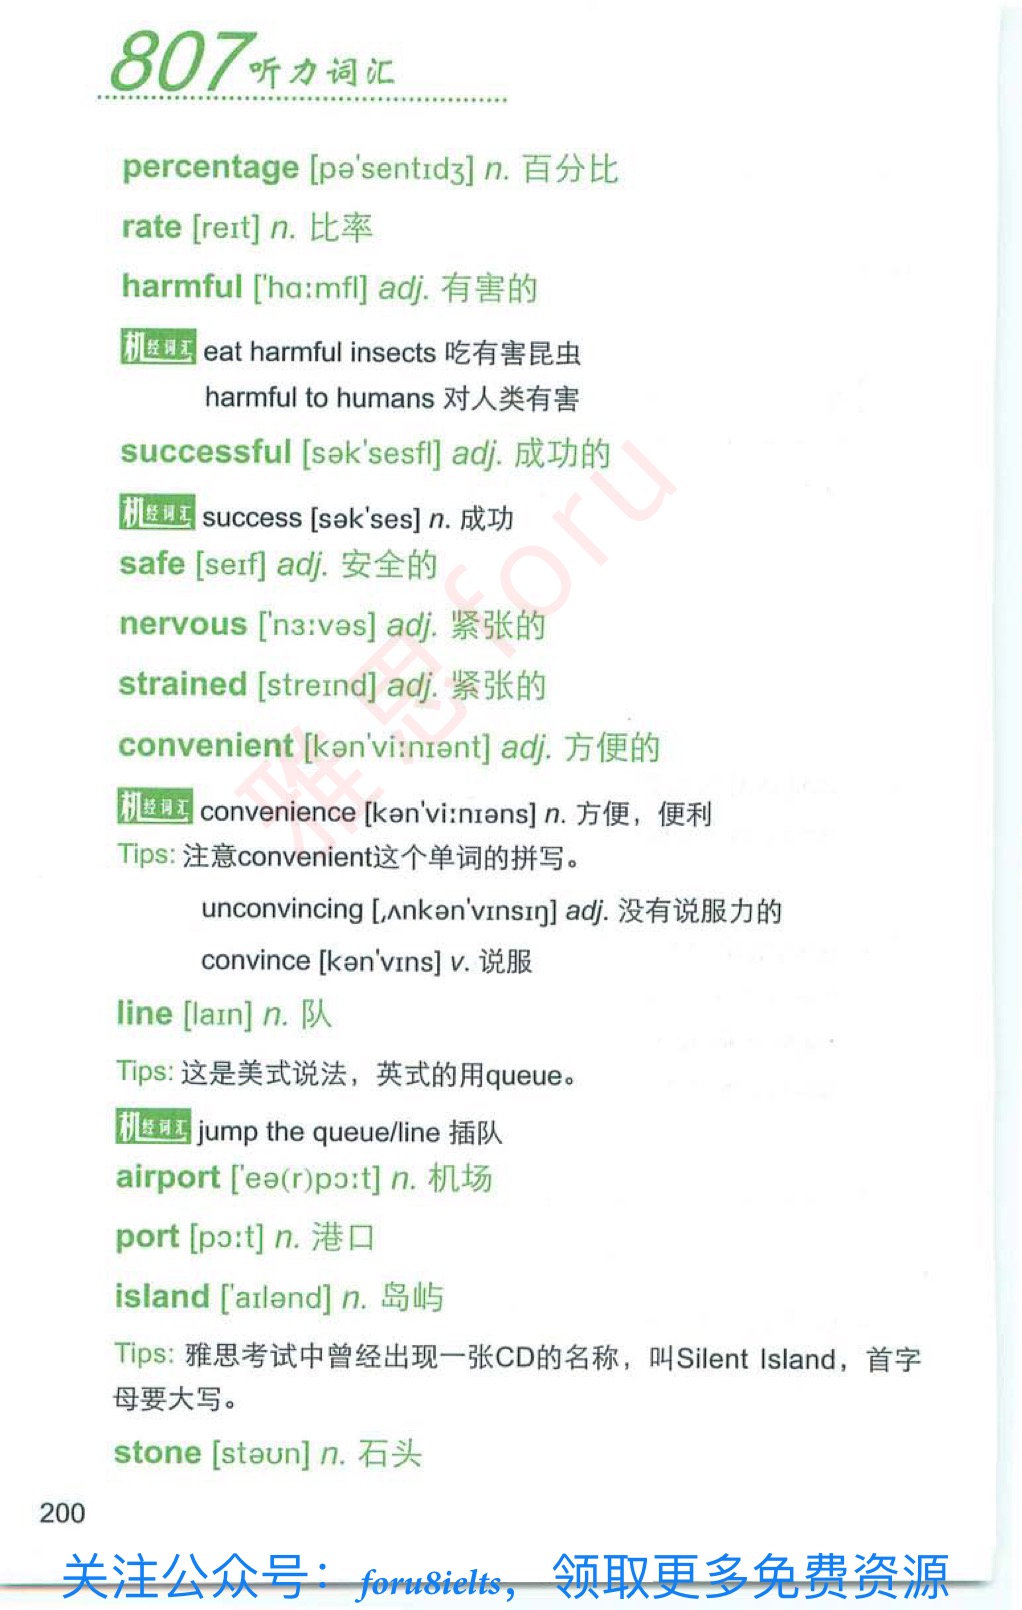 807听力词汇
percentage [pə'sentɪdʒ] n. 百分比
rate [reɪt] n. 比率
harmful ['hɑːmfl] adj. 有害的
机经词汇 eat harmful insects 吃有害昆虫
harmful to humans 对人类有害
successful [sək'sesfl] adj. 成功的
机经词汇 success [sək'ses] n. 成功
safe [seɪf] adj. 安全的
nervous ['nɜːvəs] adj. 紧张的
strained [streɪnd] adj. 紧张的
convenient [kən'viːnɪənt] adj. 方便的
机经词汇 convenience [kən'viːnɪəns] n. 方便，便利
Tips: 注意convenient这个单词的拼写。
unconvincing [ˌʌnkən'vɪnsɪŋ] adj. 没有说服力的
convince [kən'vɪns] v. 说服
line [laɪn] n. 队
Tips: 这是美式说法，英式的用queue。
机经词汇 jump the queue/line 插队
airport ['eə(r)pɔːt] n. 机场
port [pɔːt] n. 港口
island ['aɪlənd] n. 岛屿
Tips: 雅思考试中曾经出现一张CD的名称，叫Silent Island，首字
母要大写。
stone [stəʊn] n. 石头
200
雅思foru
关注公众号：foru8ielts，领取更多免费资源